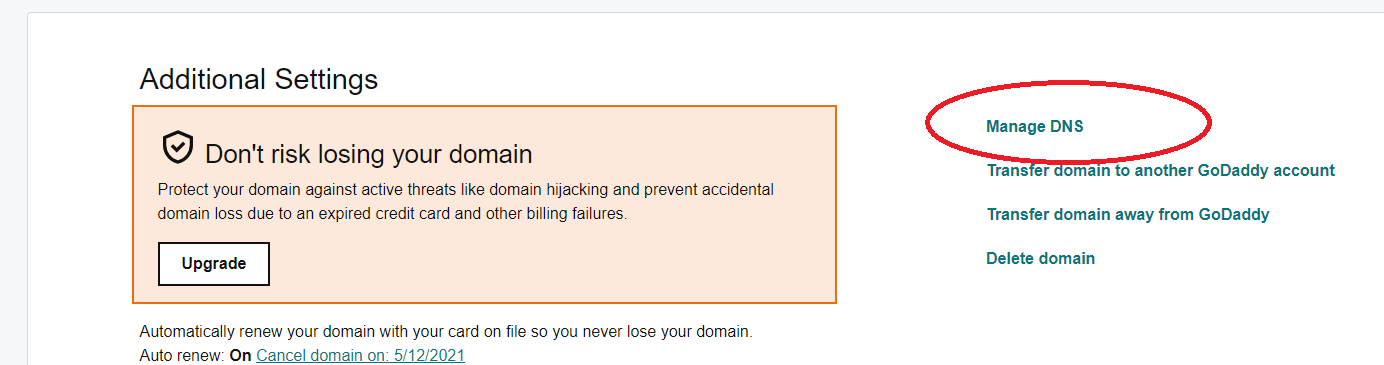 Additional Settings
Don't risk losing your domain
Protect your domain against active threats like domain hijacking and prevent accidental
domain loss due to an expired credit card and other billing failures.
Upgrade
Automatically renew your domain with your card on file so you never lose your domain.
Auto renew: On Cancel domain on: 5/12/2021
Manage DNS
Transfer domain to another GoDaddy account
Transfer domain away from GoDaddy
Delete domain